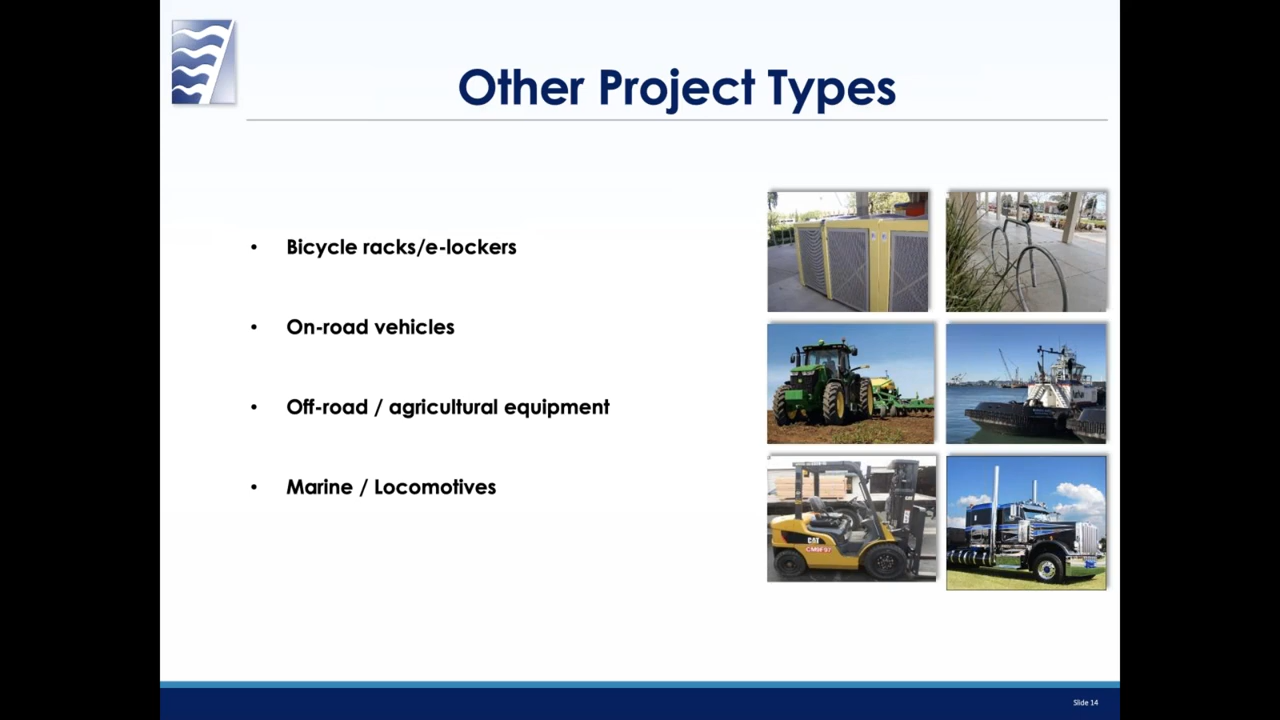 Other Project Types
• Bicycle racks/e-lockers
• On-road vehicles
• Off-road / agricultural equipment
• Marine / Locomotives
CAT
Slide 14